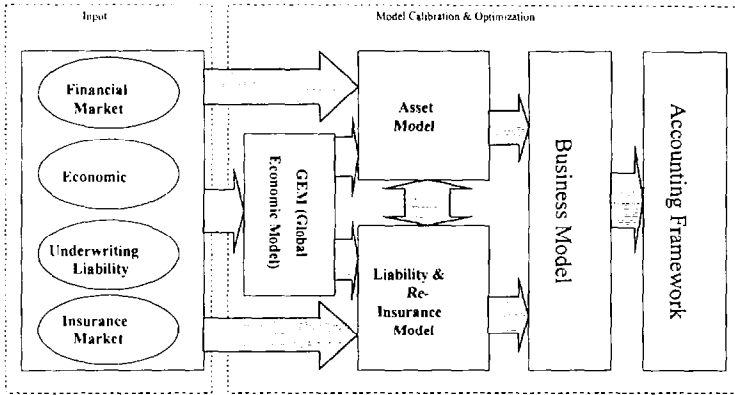 Input
Model Calibration & Optimization
Financial
Market
Economic
Underwriting
Liability
Insurance
Market
GEM (Global
Economic Model)
Asset
Model
Liability &
Re-
Insurance Model
Business Model
Accounting Framework